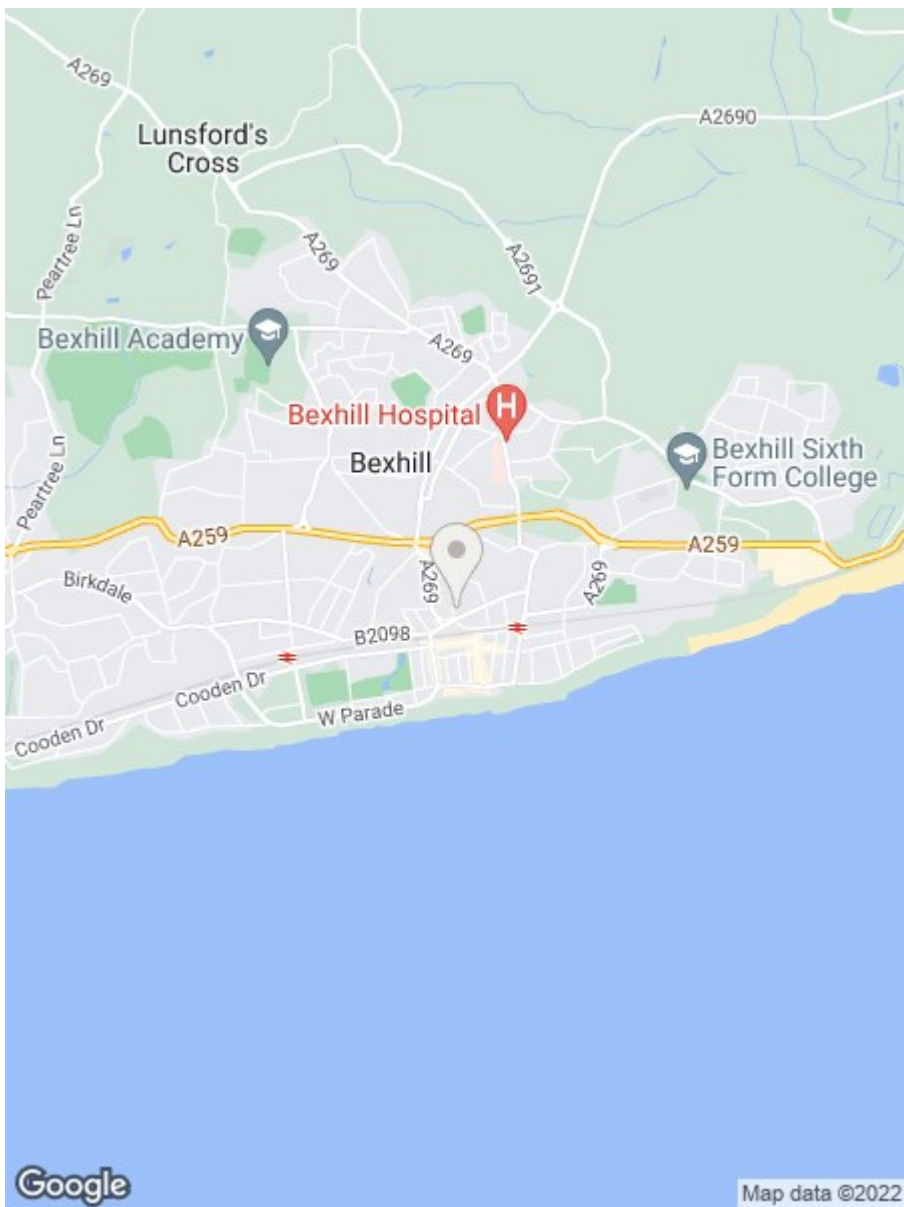 A269
A2690
Lunsford's
Cross
Peartree Ln
A269
A2691
Bexhill Academy
A269
Bexhill Hospital
H
Bexhill
Bexhill Sixth
Form College
Peartree Ln
A259
A259
Birkdale
A269
A269
B2098
Cooden Dr
W Parade
Cooden Dr
Google
Map data ©2022